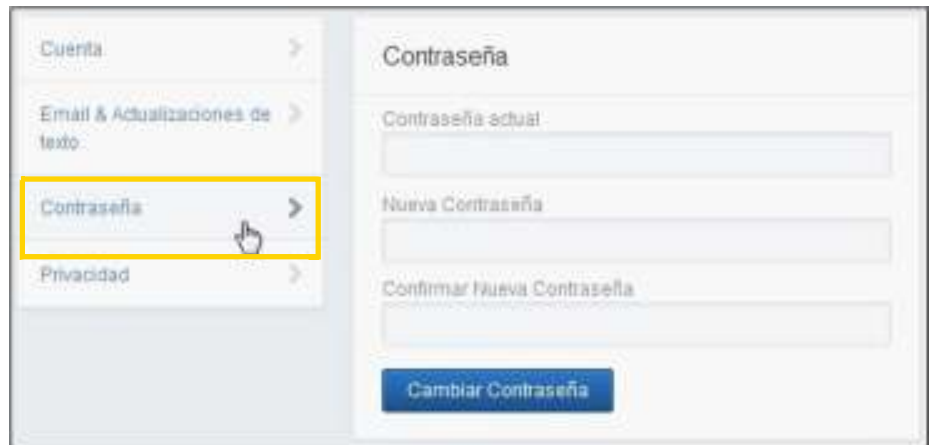 Cuenta
Email & Actualizaciones de
texto
Contraseña
Privacidad
Contraseña
Contraseña actual
Nueva Contraseña
Confirmar Nueva Contraseña
Cambiar Contraseña